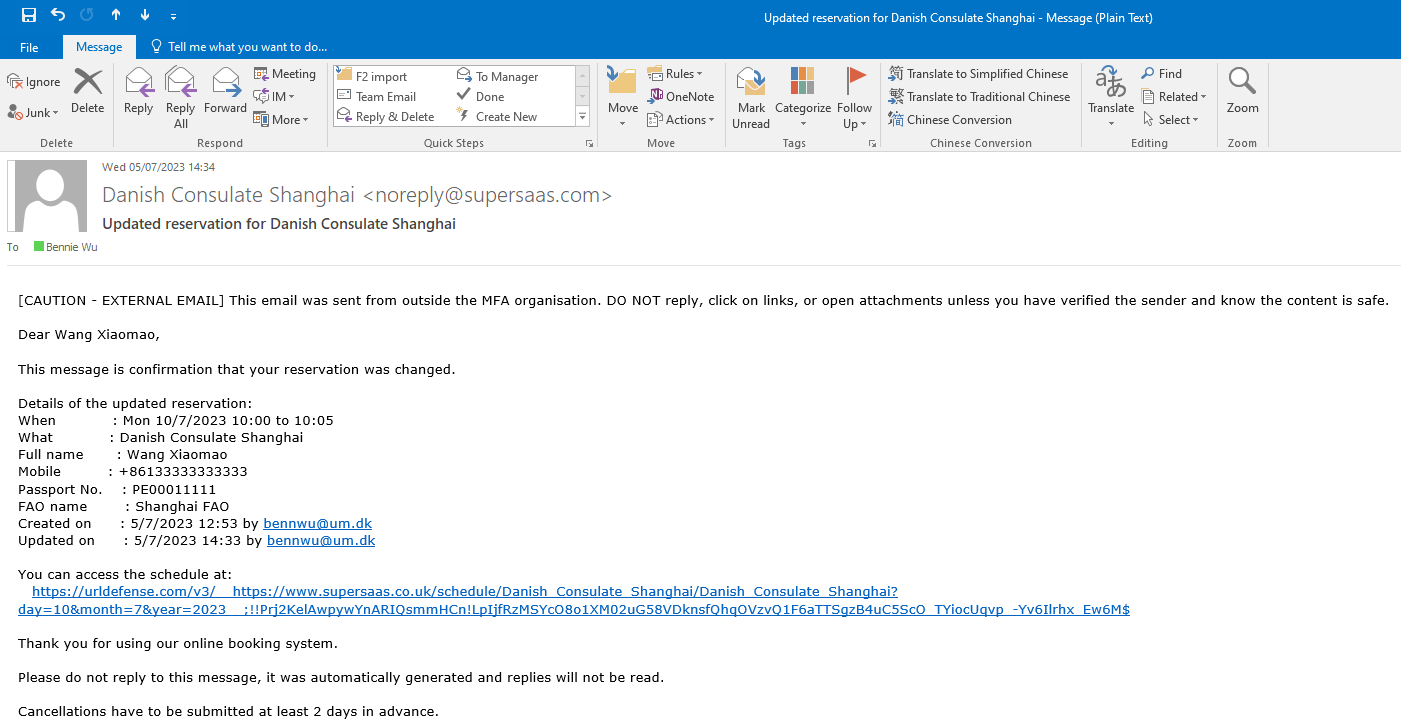 Updated reservation for Danish Consulate Shanghai - Message (Plain Text)
File Message Tell me what you want to do...
Ignore
Junk
Delete
Delete
Reply
Reply All
Forward
Meeting
IM
More
Respond
F2 import
Team Email
Reply & Delete
To Manager
Done
Create New
Quick Steps
Move
Rules
OneNote
Actions
Move
Mark Unread
Categorize
Follow Up
Tags
Translate to Simplified Chinese
Translate to Traditional Chinese
Chinese Conversion
Chinese Conversion
Translate
Find
Related
Select
Editing
Zoom
Zoom
Wed 05/07/2023 14:34
Danish Consulate Shanghai <noreply@supersaas.com>
Updated reservation for Danish Consulate Shanghai
To Bennie Wu
[CAUTION - EXTERNAL EMAIL] This email was sent from outside the MFA organisation. DO NOT reply, click on links, or open attachments unless you have verified the sender and know the content is safe.
Dear Wang Xiaomao,
This message is confirmation that your reservation was changed.
Details of the updated reservation:
When : Mon 10/7/2023 10:00 to 10:05
What : Danish Consulate Shanghai
Full name : Wang Xiaomao
Mobile : +86133333333333
Passport No. : PE00011111
FAO name : Shanghai FAO
Created on : 5/7/2023 12:53 by bennwu@um.dk
Updated on : 5/7/2023 14:33 by bennwu@um.dk
You can access the schedule at:
https://urldefense.com/v3/__https://www.supersaas.co.uk/schedule/Danish_Consulate_Shanghai/Danish_Consulate_Shanghai?
day=10&month=7&year=2023__;!!Prj2KelAwpywYnARIQsmmHCn!LpIjfRzMSYcO8o1XM02uG58VDknsfQhqOVzvQ1F6aTTSgzB4uC5ScO_TYiocUqvp_-Yv6Ilrhx_Ew6M$
Thank you for using our online booking system.
Please do not reply to this message, it was automatically generated and replies will not be read.
Cancellations have to be submitted at least 2 days in advance.